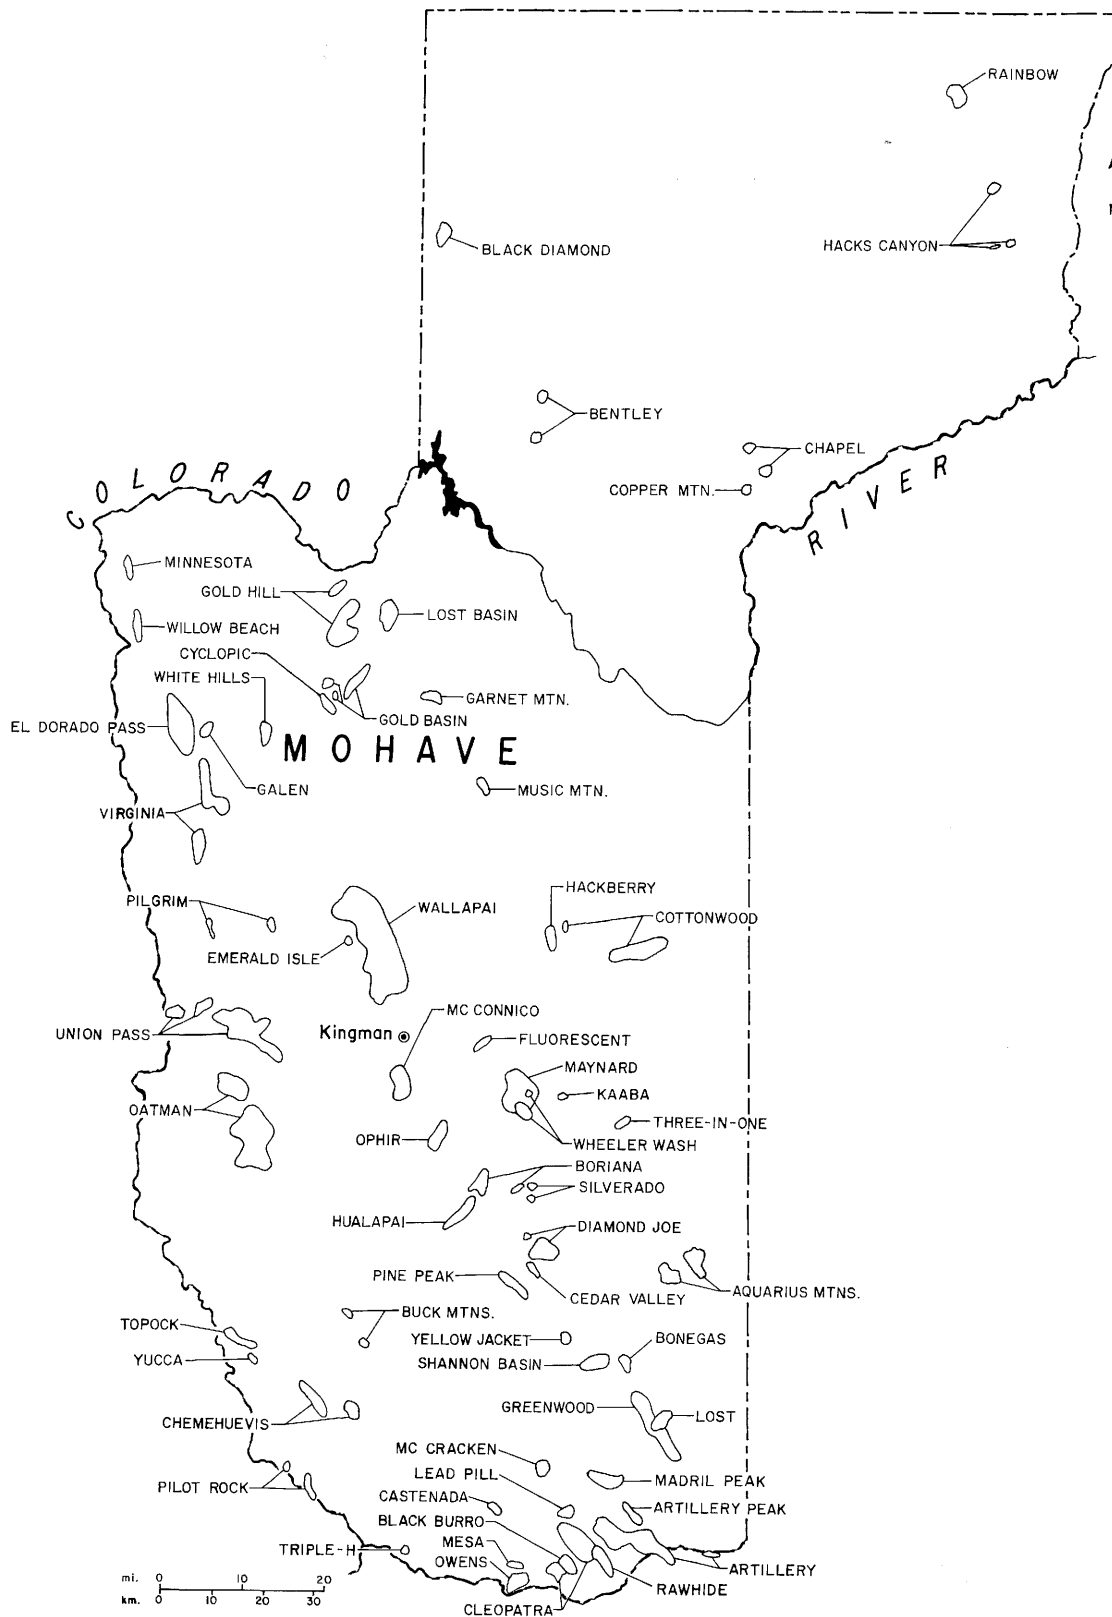 RAINBOW
HACKS CANYON
BLACK DIAMOND
BENTLEY
CHAPEL
COPPER MTN.
COLORADO
RIVER
MINNESOTA
GOLD HILL
LOST BASIN
WILLOW BEACH
CYCLOPIC
WHITE HILLS
GARNET MTN.
GOLD BASIN
EL DORADO PASS
MOHAVE
GALEN
MUSIC MTN.
VIRGINIA
HACKBERRY
PILGRIM
WALLAPAI
COTTONWOOD
EMERALD ISLE
MC CONNICO
UNION PASS
Kingman
FLUORESCENT
MAYNARD
KAABA
OATMAN
THREE-IN-ONE
OPHIR
WHEELER WASH
BORIANA
SILVERADO
HUALAPAI
DIAMOND JOE
PINE PEAK
CEDAR VALLEY
AQUARIUS MTNS.
BUCK MTNS.
TOPOCK
YELLOW JACKET
BONEGAS
YUCCA
SHANNON BASIN
GREENWOOD
LOST
CHEMEHUEVIS
MC CRACKEN
LEAD PILL
MADRIL PEAK
PILOT ROCK
CASTENADA
ARTILLERY PEAK
BLACK BURRO
TRIPLE-H
MESA
OWENS
ARTILLERY
RAWHIDE
CLEOPATRA
mi. 0 10 20
km. 0 10 20 30